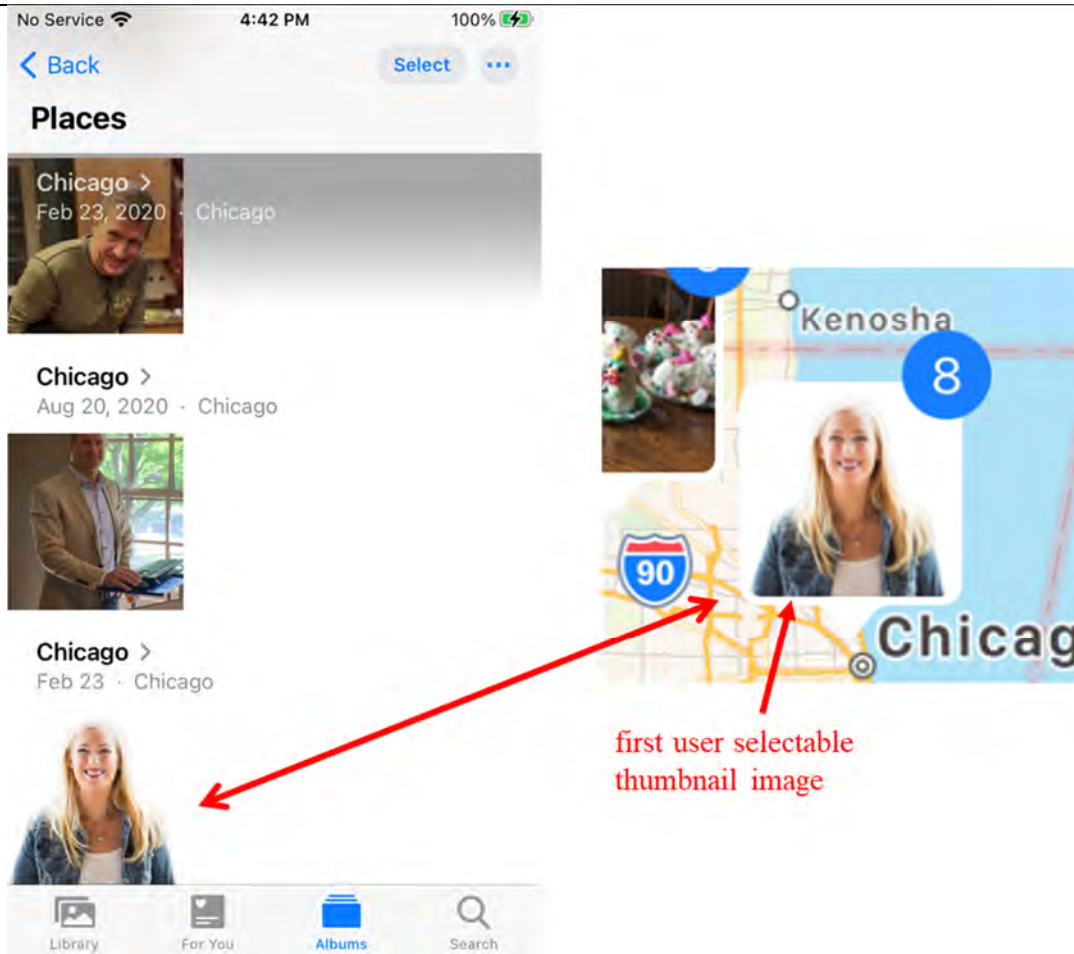 No Service 4:42 PM 100%
Back
Select ...
Places
Chicago >
Feb 23, 2020 · Chicago
Chicago >
Aug 20, 2020 · Chicago
Chicago >
Feb 23 · Chicago
Library For You Albums Search
Kenosha
8
90
Chicag
first user selectable
thumbnail image